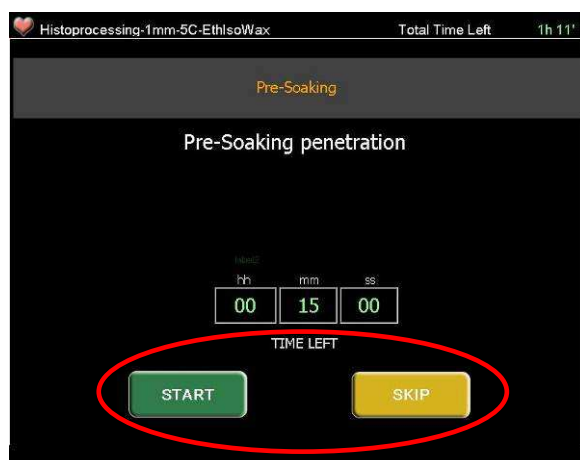 Histoprocessing-1mm-5C-EthIsoWax Total Time Left 1h 11'
Pre-Soaking
Pre-Soaking penetration
label2
hh mm ss
00 15 00
TIME LEFT
START SKIP